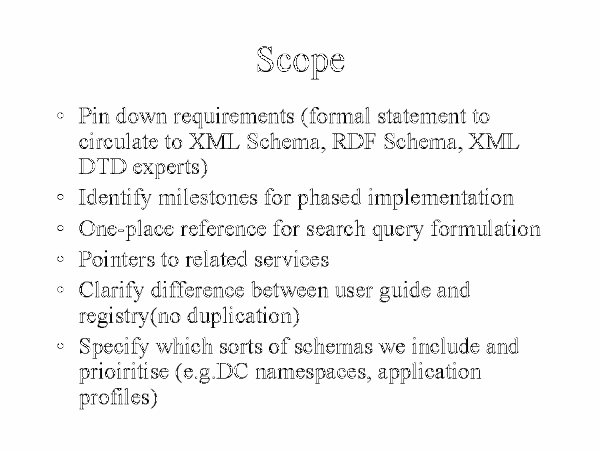 Scope
◦ Pin down requirements (formal statement to
circulate to XML Schema, RDF Schema, XML
DTD experts)
◦ Identify milestones for phased implementation
◦ One-place reference for search query formulation
◦ Pointers to related services
◦ Clarify difference between user guide and
registry(no duplication)
◦ Specify which sorts of schemas we include and
prioiritise (e.g.DC namespaces, application
profiles)